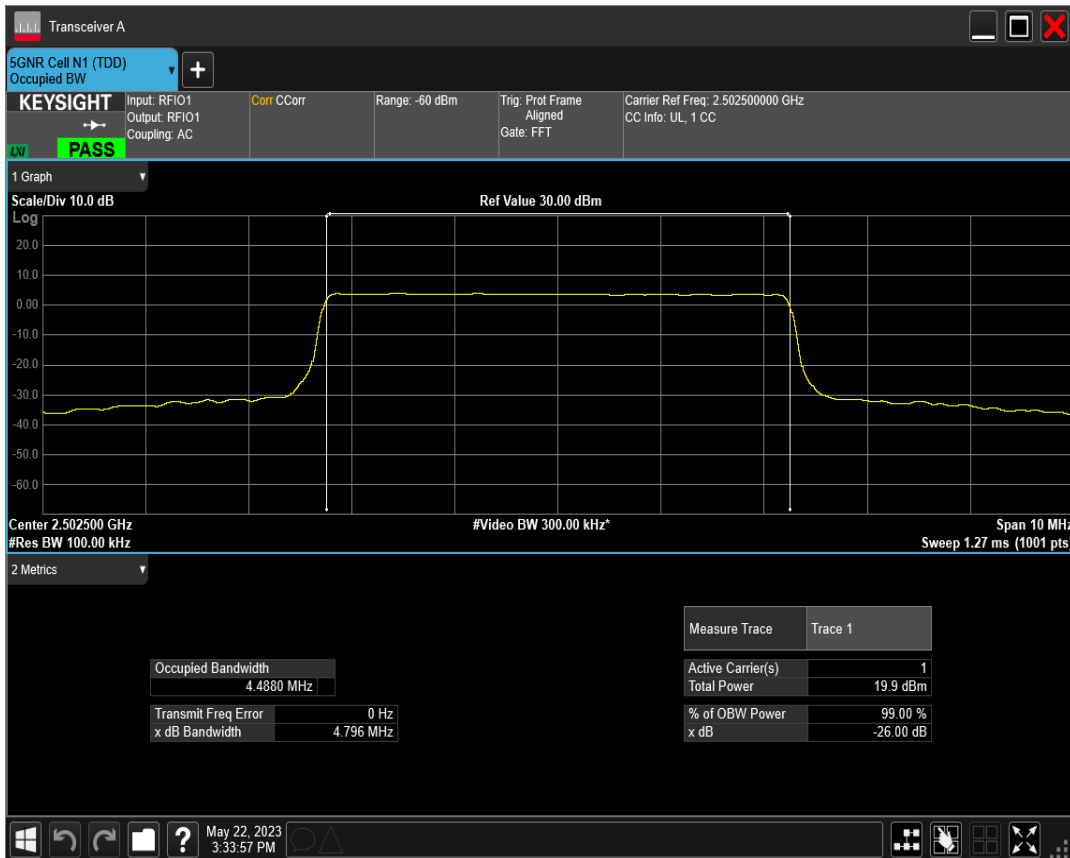 Transceiver A
5GNR Cell N1 (TDD)
Occupied BW
+
KEYSIGHT
LXI
PASS
Input: RFIO1
Output: RFIO1
Coupling: AC
Corr CCorr
Range: -60 dBm
Trig: Prot Frame
Aligned
Gate: FFT
Carrier Ref Freq: 2.502500000 GHz
CC Info: UL, 1 CC
1 Graph
Scale/Div 10.0 dB
Ref Value 30.00 dBm
Log
20.0
10.0
0.00
-10.0
-20.0
-30.0
-40.0
-50.0
-60.0
Center 2.502500 GHz
#Video BW 300.00 kHz*
Span 10 MHz
#Res BW 100.00 kHz
Sweep 1.27 ms (1001 pts)
2 Metrics
Measure Trace
Trace 1
Occupied Bandwidth
4.4880 MHz
Active Carrier(s)
1
Total Power
19.9 dBm
Transmit Freq Error
0 Hz
x dB Bandwidth
4.796 MHz
% of OBW Power
99.00 %
x dB
-26.00 dB
?
May 22, 2023
3:33:57 PM